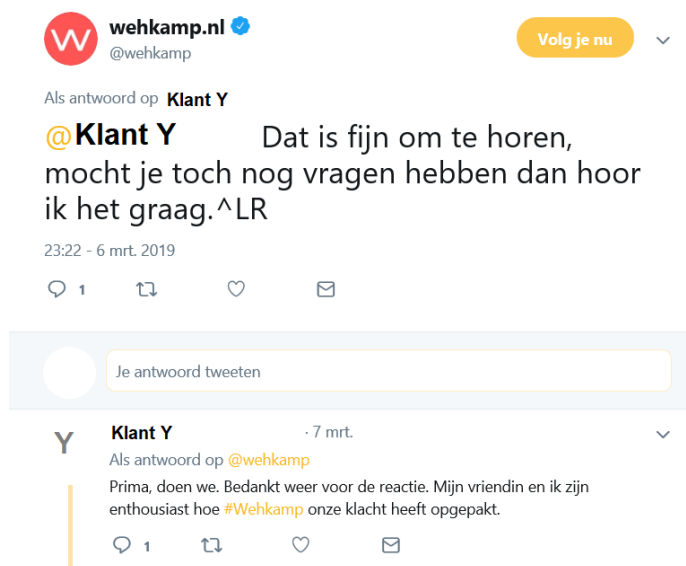 wehkamp.nl
@wehkamp
Volg je nu
Als antwoord op Klant Y
@Klant Y Dat is fijn om te horen,
mocht je toch nog vragen hebben dan hoor
ik het graag.^LR
23:22 - 6 mrt. 2019
1
Je antwoord tweeten
Y
Klant Y · 7 mrt.
Als antwoord op @wehkamp
Prima, doen we. Bedankt weer voor de reactie. Mijn vriendin en ik zijn
enthousiast hoe #Wehkamp onze klacht heeft opgepakt.
1